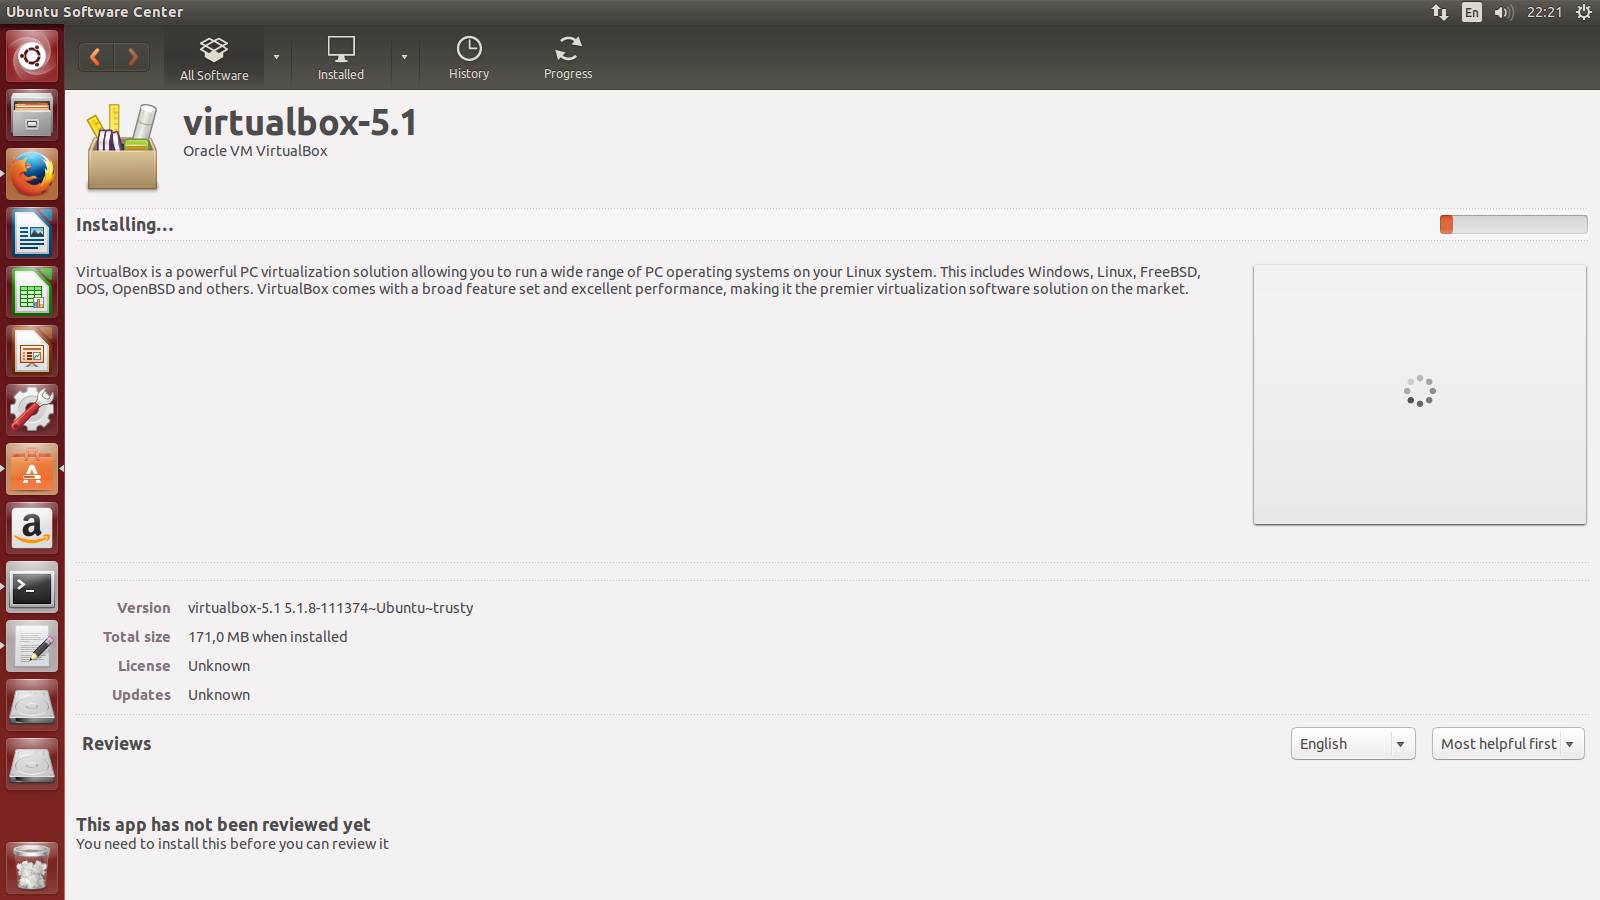 Ubuntu Software Center
En
22:21
All Software
Installed
History
Progress
virtualbox-5.1
Oracle VM VirtualBox
Installing...
VirtualBox is a powerful PC virtualization solution allowing you to run a wide range of PC operating systems on your Linux system. This includes Windows, Linux, FreeBSD,
DOS, OpenBSD and others. VirtualBox comes with a broad feature set and excellent performance, making it the premier virtualization software solution on the market.
Version virtualbox-5.1 5.1.8-111374~Ubuntu~trusty
Total size 171,0 MB when installed
License Unknown
Updates Unknown
Reviews
English
Most helpful first
This app has not been reviewed yet
You need to install this before you can review it